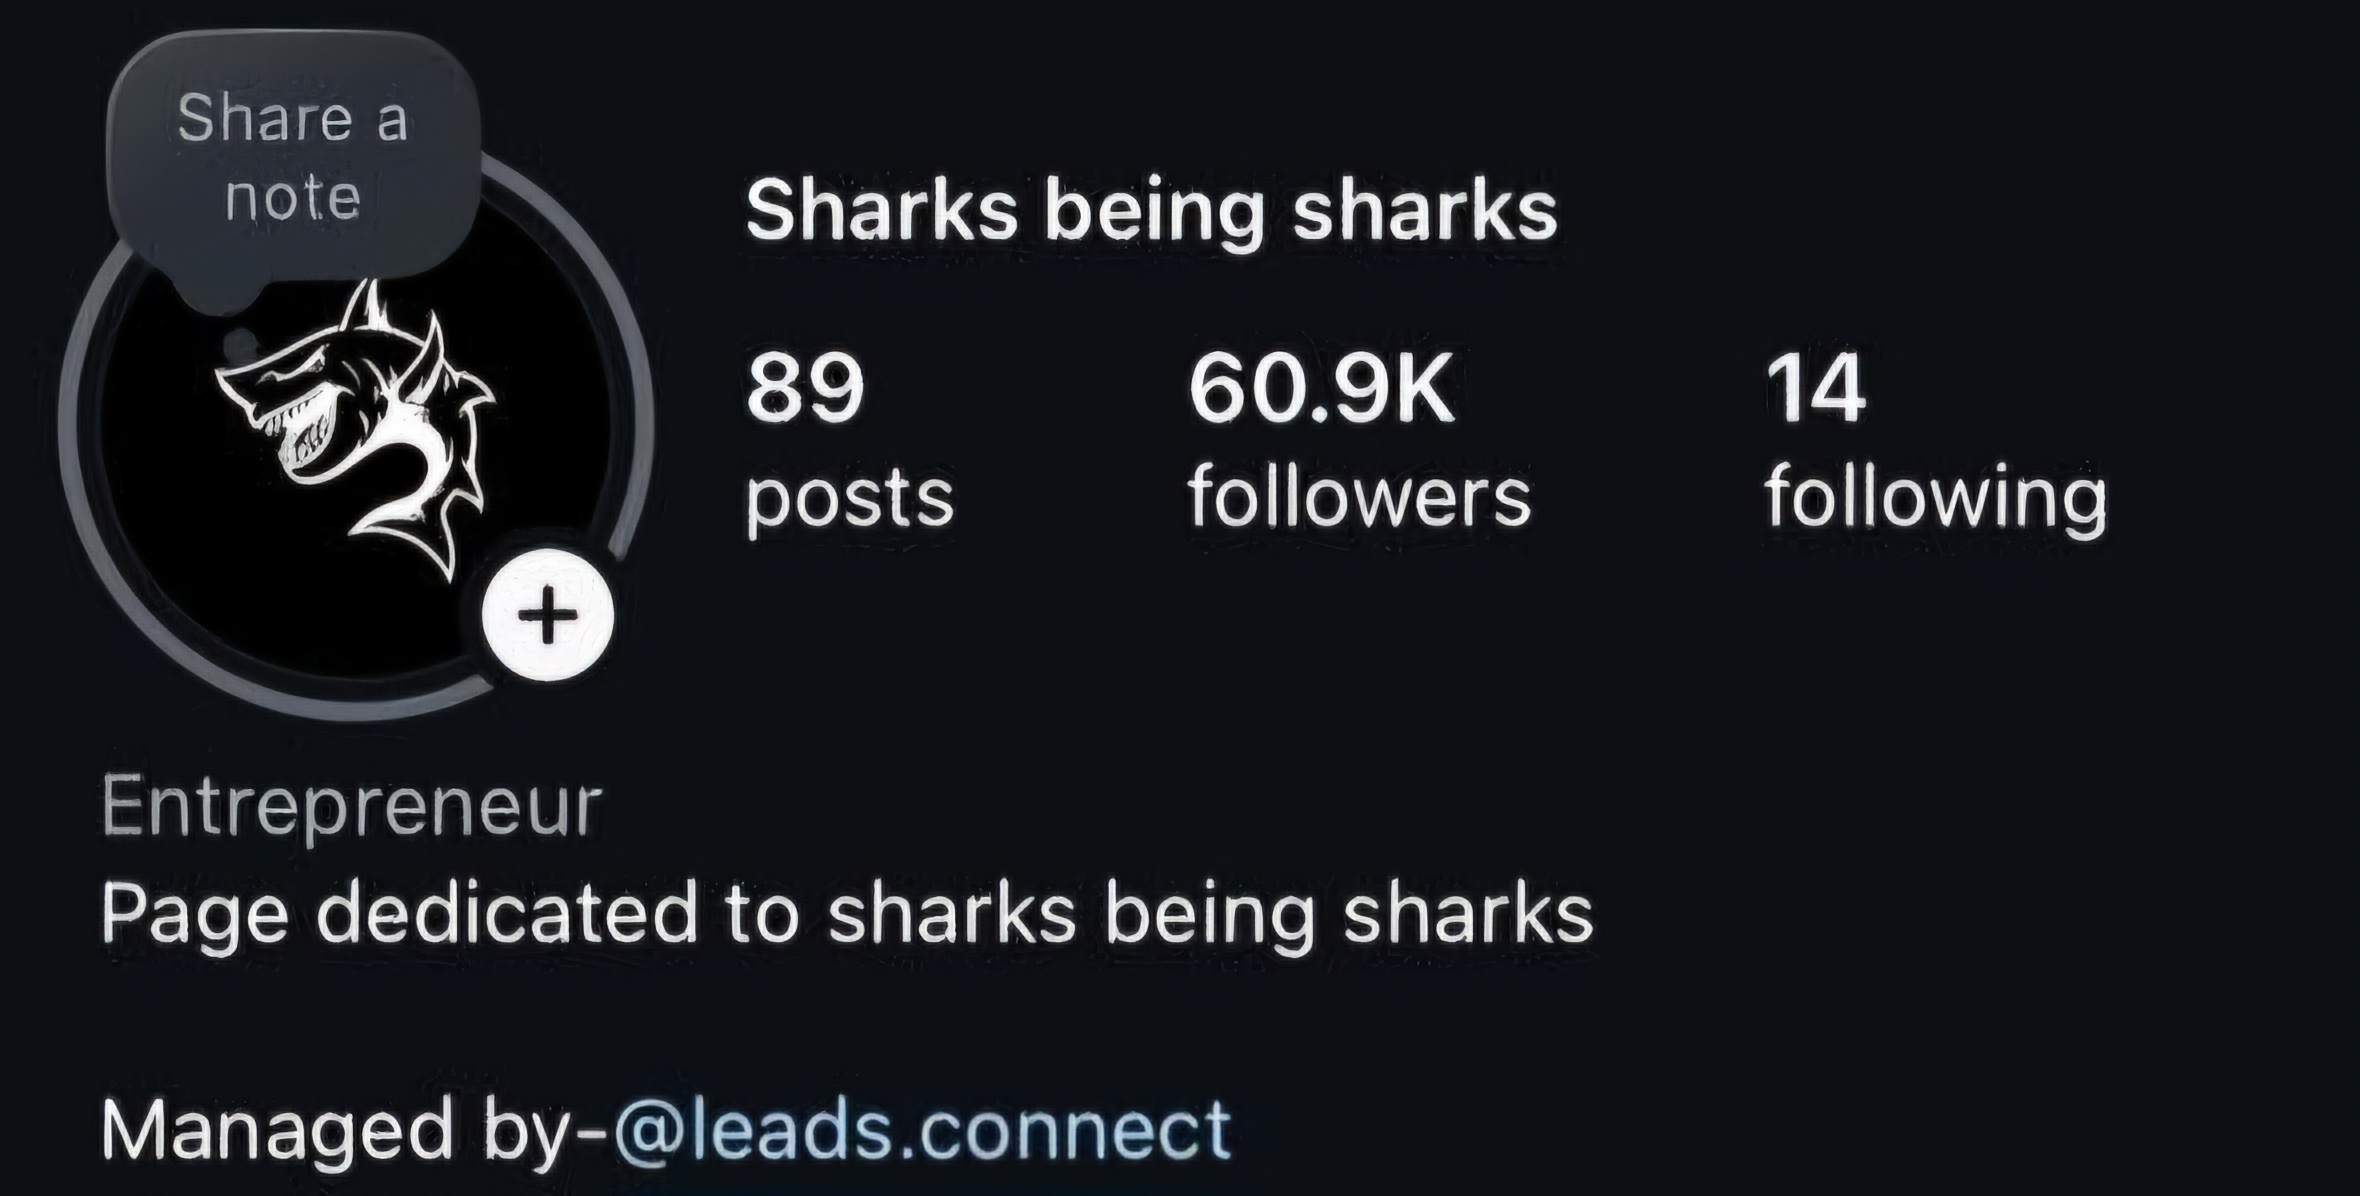 Share a
note
Sharks being sharks
89 60.9K 14
posts followers following
Entrepreneur
Page dedicated to sharks being sharks
Managed by-@leads.connect